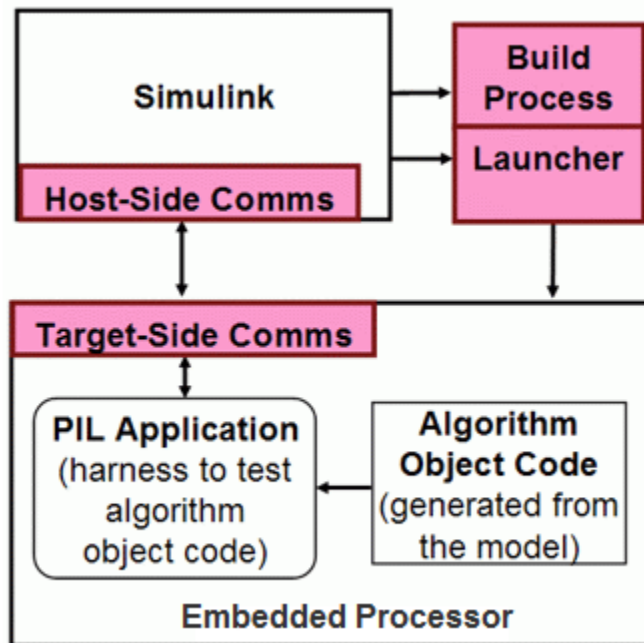 Simulink
Build
Process
Launcher
Host-Side Comms
Target-Side Comms
PIL Application
(harness to test
algorithm
object code)
Algorithm
Object Code
(generated from
the model)
Embedded Processor